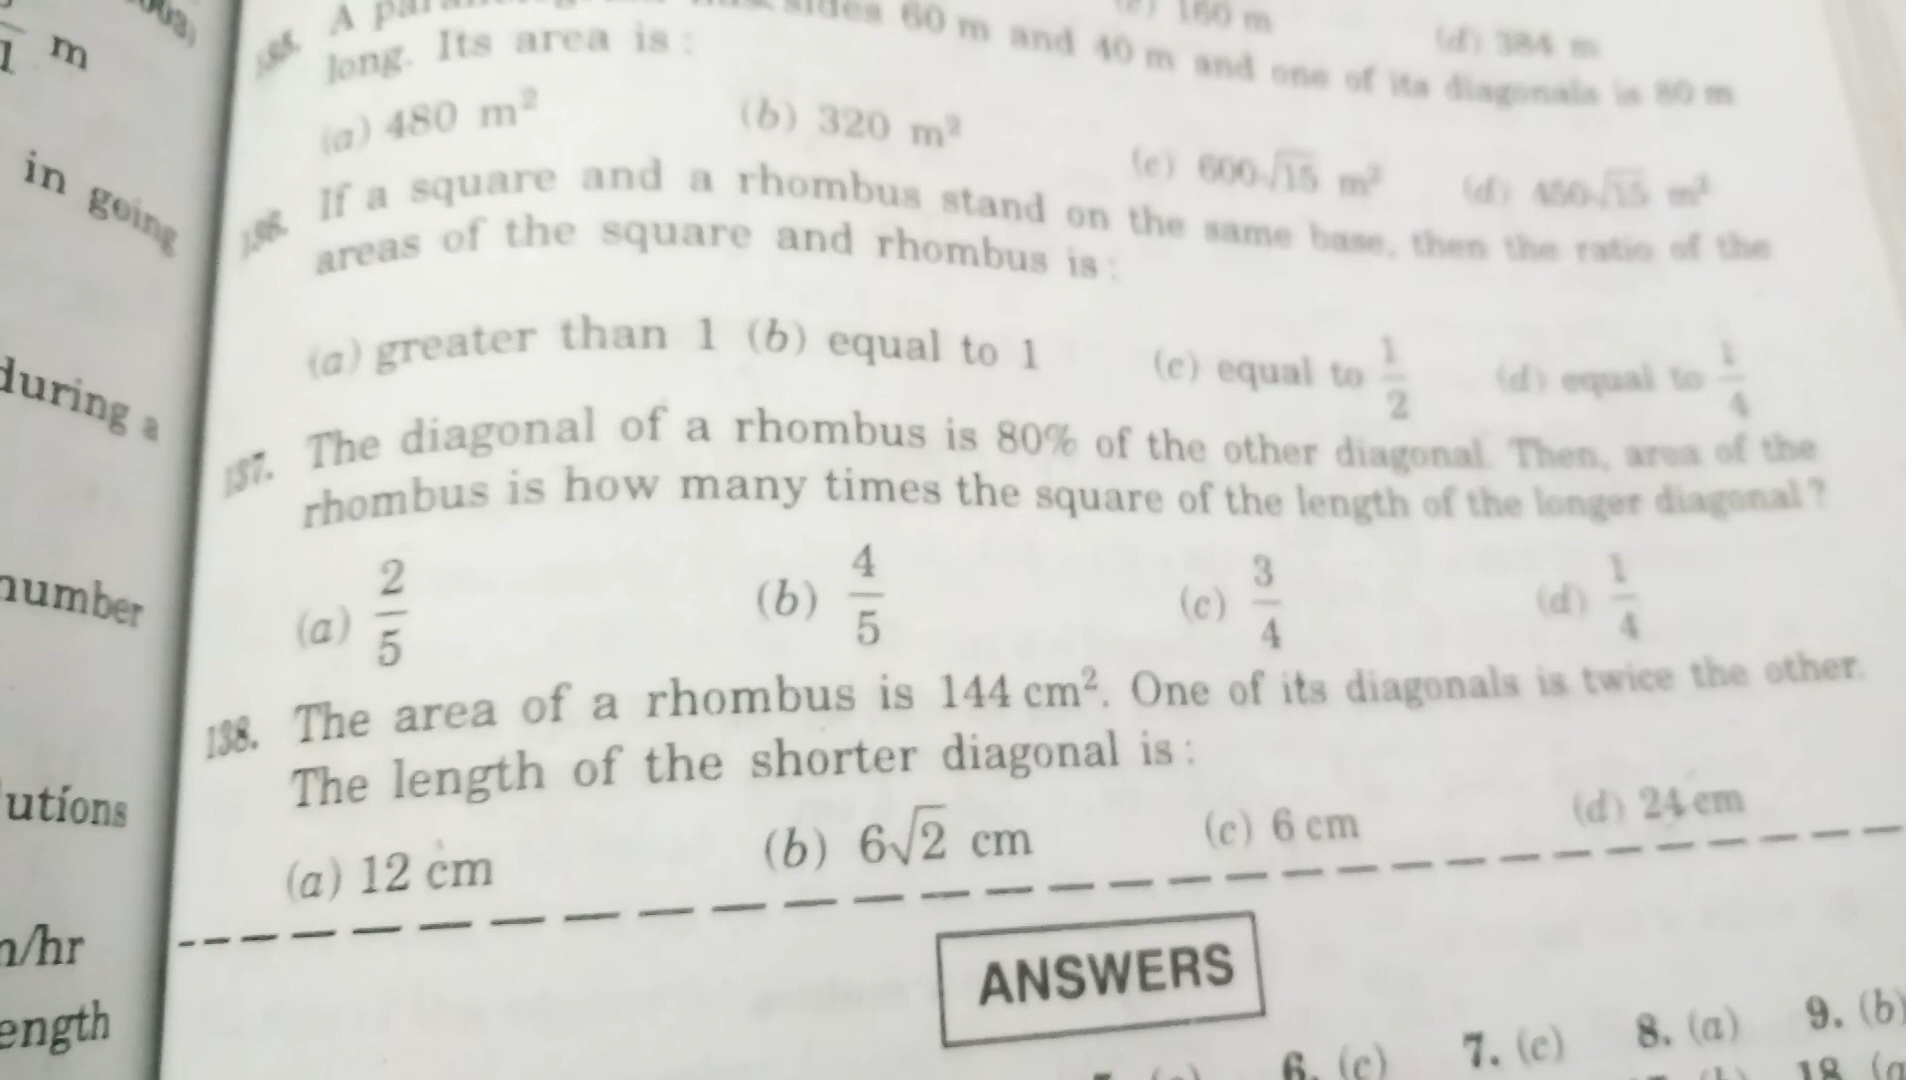 m
in going
during a
number
utions
n/hr
ength
(d) 384 m
sides 60 m and 40 m and one of its diagonals is 80 m
long. Its area is :
(a) 480 m² (b) 320 m² (c) 600√15 m² (d) 450√15 m²
136. If a square and a rhombus stand on the same base, then the ratio of the
areas of the square and rhombus is :
(a) greater than 1 (b) equal to 1 (c) equal to 1/2 (d) equal to 1/4
137. The diagonal of a rhombus is 80% of the other diagonal. Then, area of the
rhombus is how many times the square of the length of the longer diagonal ?
(a) 2/5 (b) 4/5 (c) 3/4 (d) 1/4
138. The area of a rhombus is 144 cm². One of its diagonals is twice the other.
The length of the shorter diagonal is :
(a) 12 cm (b) 6√2 cm (c) 6 cm (d) 24 cm
ANSWERS
6. (c) 7. (c) 8. (a) 9. (b)
18.